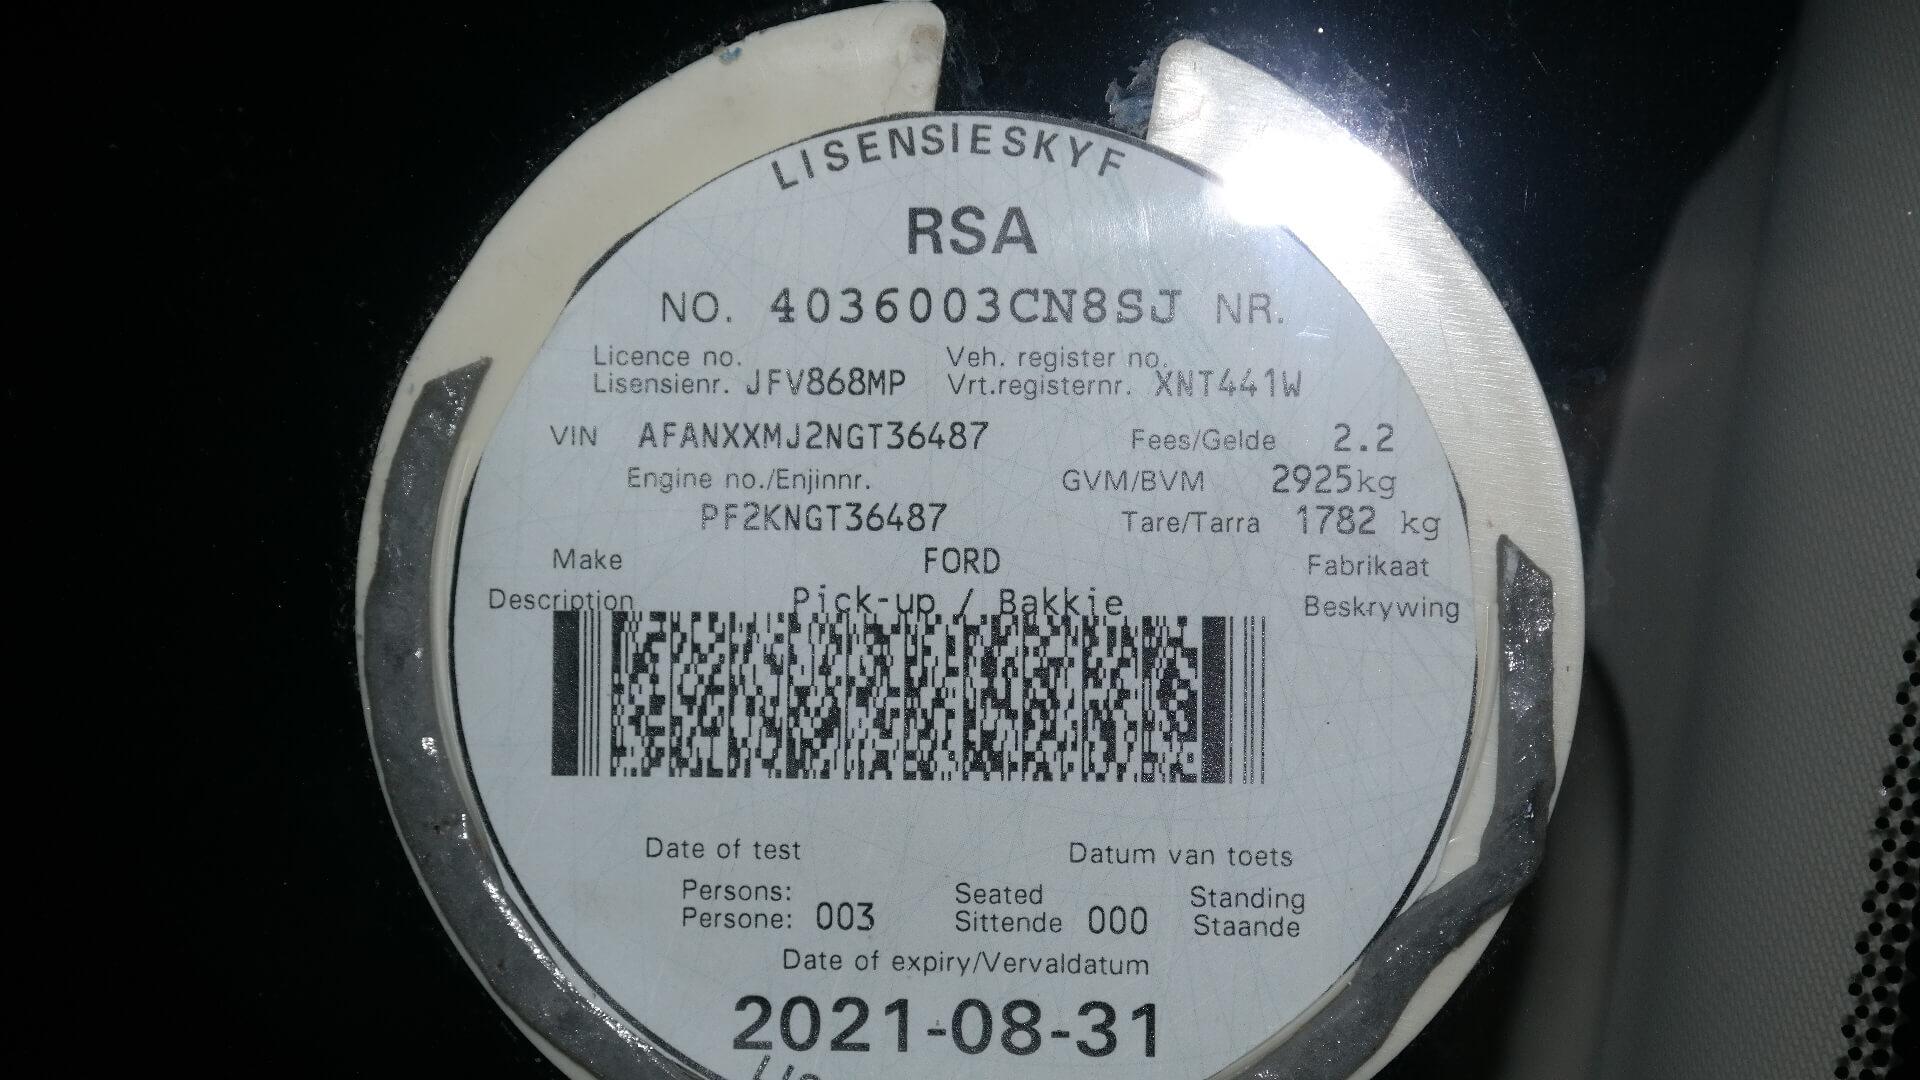 LISENSIESKYF
RSA
NO. 4036003CN8SJ NR.
Licence no. Veh. register no.
Lisensienr. JFV868MP Vrt.registernr. XNT441W
VIN AFANXXMJ2NGT36487 Fees/Gelde 2.2
Engine no./Enjinnr. GVM/BVM 2925kg
PF2KNGT36487 Tare/Tarra 1782 kg
Make FORD Fabrikaat
Description Pick-up / Bakkie Beskrywing
Date of test Datum van toets
Persons: Seated Standing
Persone: 003 Sittende 000 Staande
Date of expiry/Vervaldatum
2021-08-31